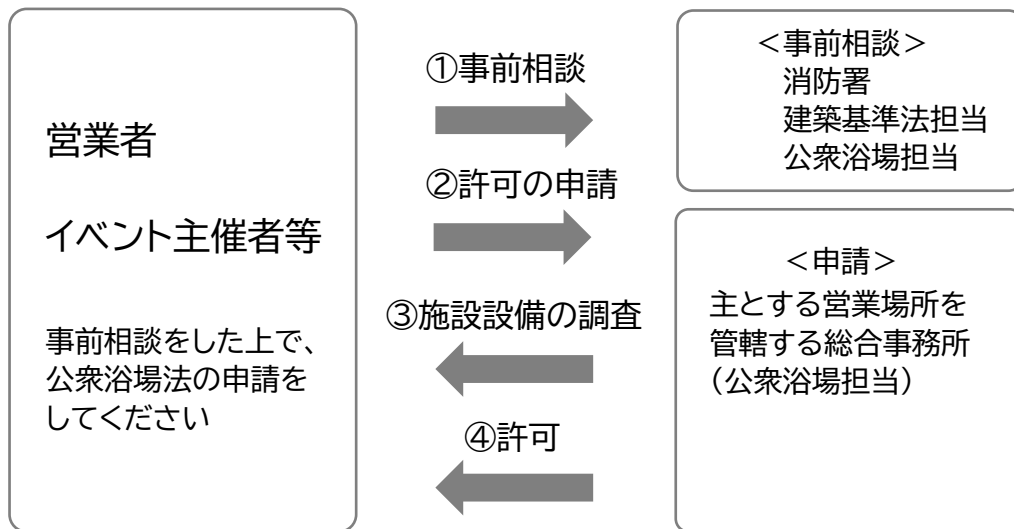 営業者
イベント主催者等
事前相談をした上で、
公衆浴場法の申請を
してください
①事前相談
②許可の申請
③施設設備の調査
④許可
＜事前相談＞
消防署
建築基準法担当
公衆浴場担当
＜申請＞
主とする営業場所を
管轄する総合事務所
（公衆浴場担当）